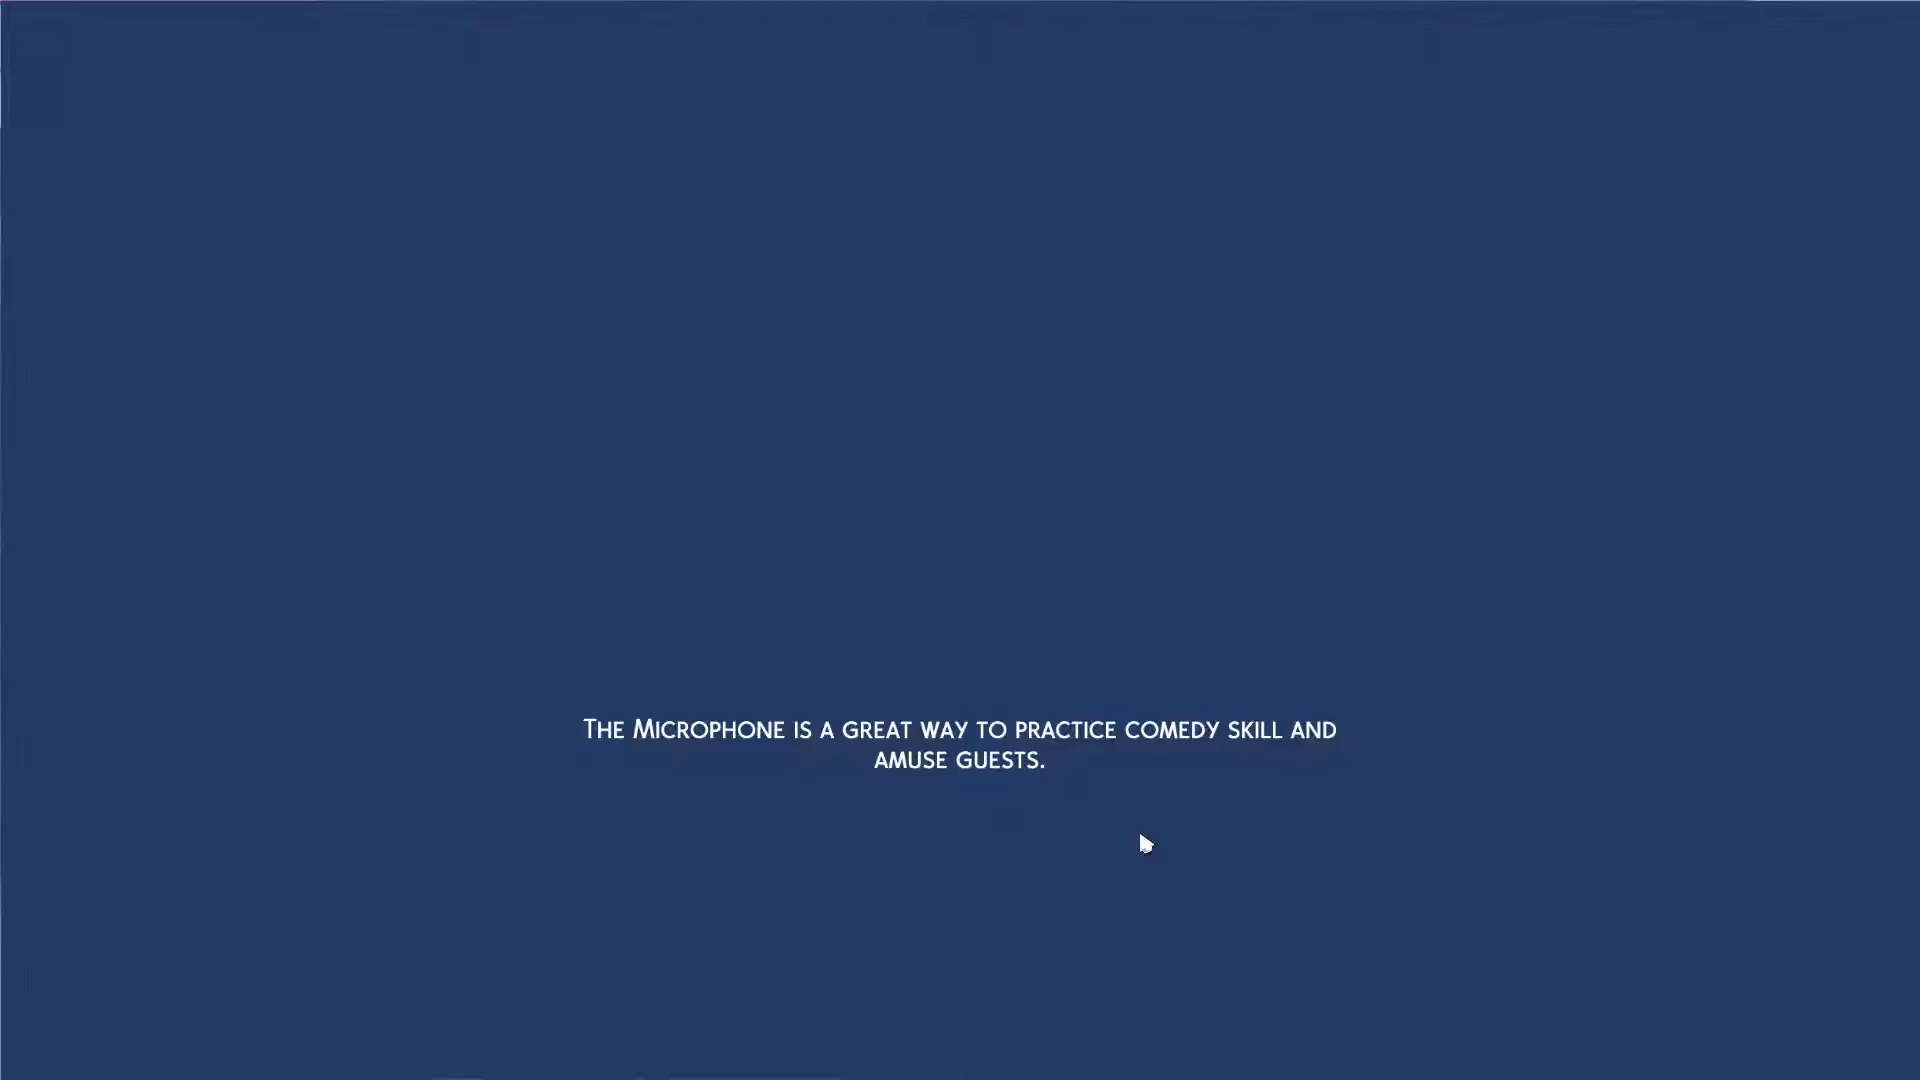 The Microphone is a great way to practice comedy skill and
amuse guests.